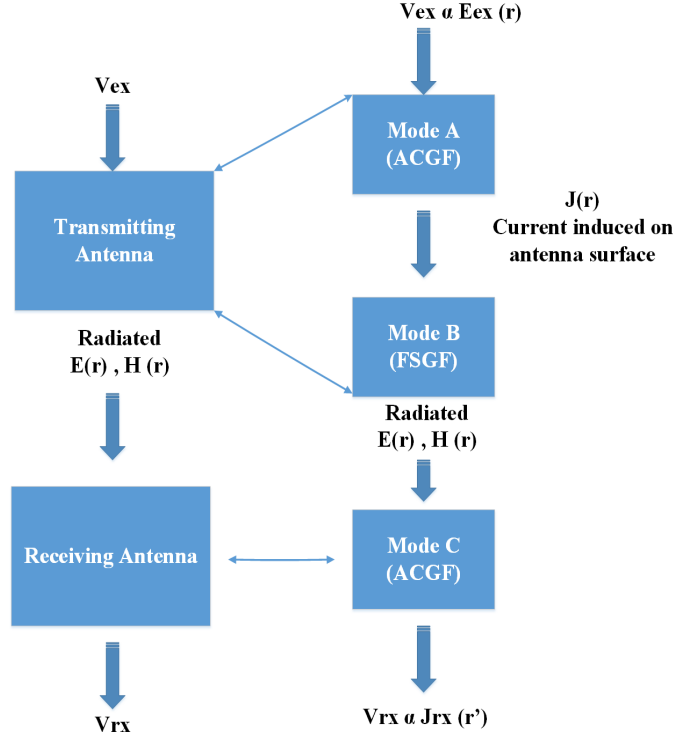 Vex α Eex (r)
Vex
Mode A
(ACGF)
J(r)
Current induced on
antenna surface
Transmitting
Antenna
Mode B
(FSGF)
Radiated
E(r) , H (r)
Radiated
E(r) , H (r)
Receiving Antenna
Mode C
(ACGF)
Vrx
Vrx α Jrx (r’)